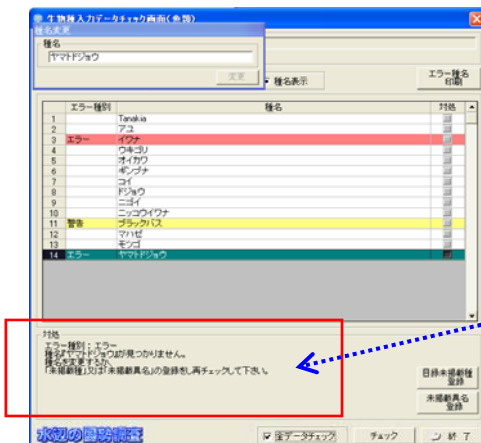 生物種入力データチェック画面(魚類)
種名変更
種名
ヤマトドジョウ
変更
種名表示
エラー種名
印刷
エラー種別 種名 対処
1 Tanakia
2 アユ
3 エラー イワナ
4 ウキゴリ
5 オイカワ
6 ギンブナ
7 コイ
8 ドジョウ
9 ニゴイ
10 ニッコウイワナ
11 警告 ブラックバス
12 マハゼ
13 モツゴ
14 エラー ヤマトドジョウ
対処
エラー種別:エラー
種名『ヤマトドジョウ』が見つかりません。
種名を変更するか、
「未掲載種」又は「未掲載異名」の登録をし再チェックして下さい。
目録未掲載種
登録
未掲載異名
登録
水辺の国勢調査
全データチェック
チェック
終 了